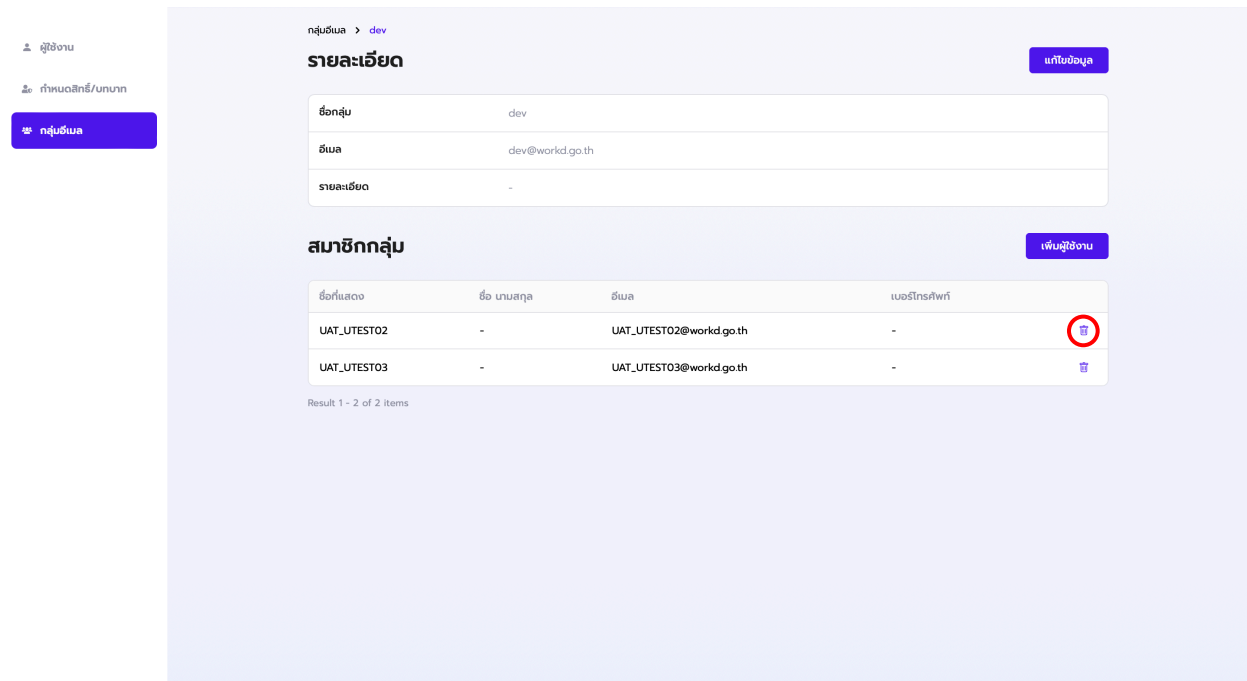 ผู้ใช้งาน
กำหนดสิทธิ์/บทบาท
กลุ่มอีเมล
กลุ่มอีเมล > dev
รายละเอียด
แก้ไขข้อมูล
ชื่อกลุ่ม dev
อีเมล dev@workd.go.th
รายละเอียด -
สมาชิกกลุ่ม
เพิ่มผู้ใช้งาน
ชื่อที่แสดง ชื่อ นามสกุล อีเมล เบอร์โทรศัพท์
UAT_UTEST02 - UAT_UTEST02@workd.go.th -
UAT_UTEST03 - UAT_UTEST03@workd.go.th -
Result 1 - 2 of 2 items